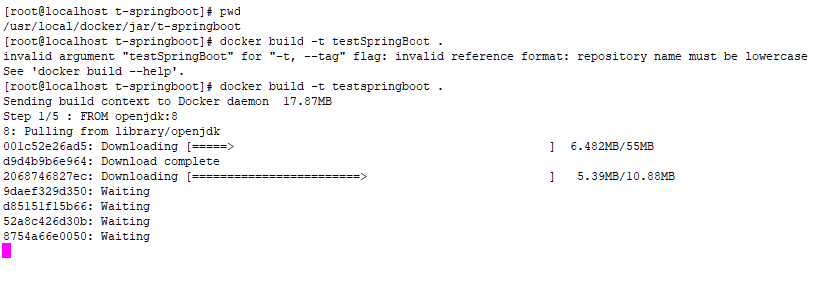 [root@localhost t-springboot]# pwd
/usr/local/docker/jar/t-springboot
[root@localhost t-springboot]# docker build -t testSpringBoot .
invalid argument "testSpringBoot" for "-t, --tag" flag: invalid reference format: repository name must be lowercase
See 'docker build --help'.
[root@localhost t-springboot]# docker build -t testspringboot .
Sending build context to Docker daemon  17.87MB
Step 1/5 : FROM openjdk:8
8: Pulling from library/openjdk
001c52e26ad5: Downloading [=====>                                             ]  6.482MB/55MB
d9d4b9b6e964: Download complete
2068746827ec: Downloading [========================>                          ]   5.39MB/10.88MB
9daef329d350: Waiting
d85151f15b66: Waiting
52a8c426d30b: Waiting
8754a66e0050: Waiting